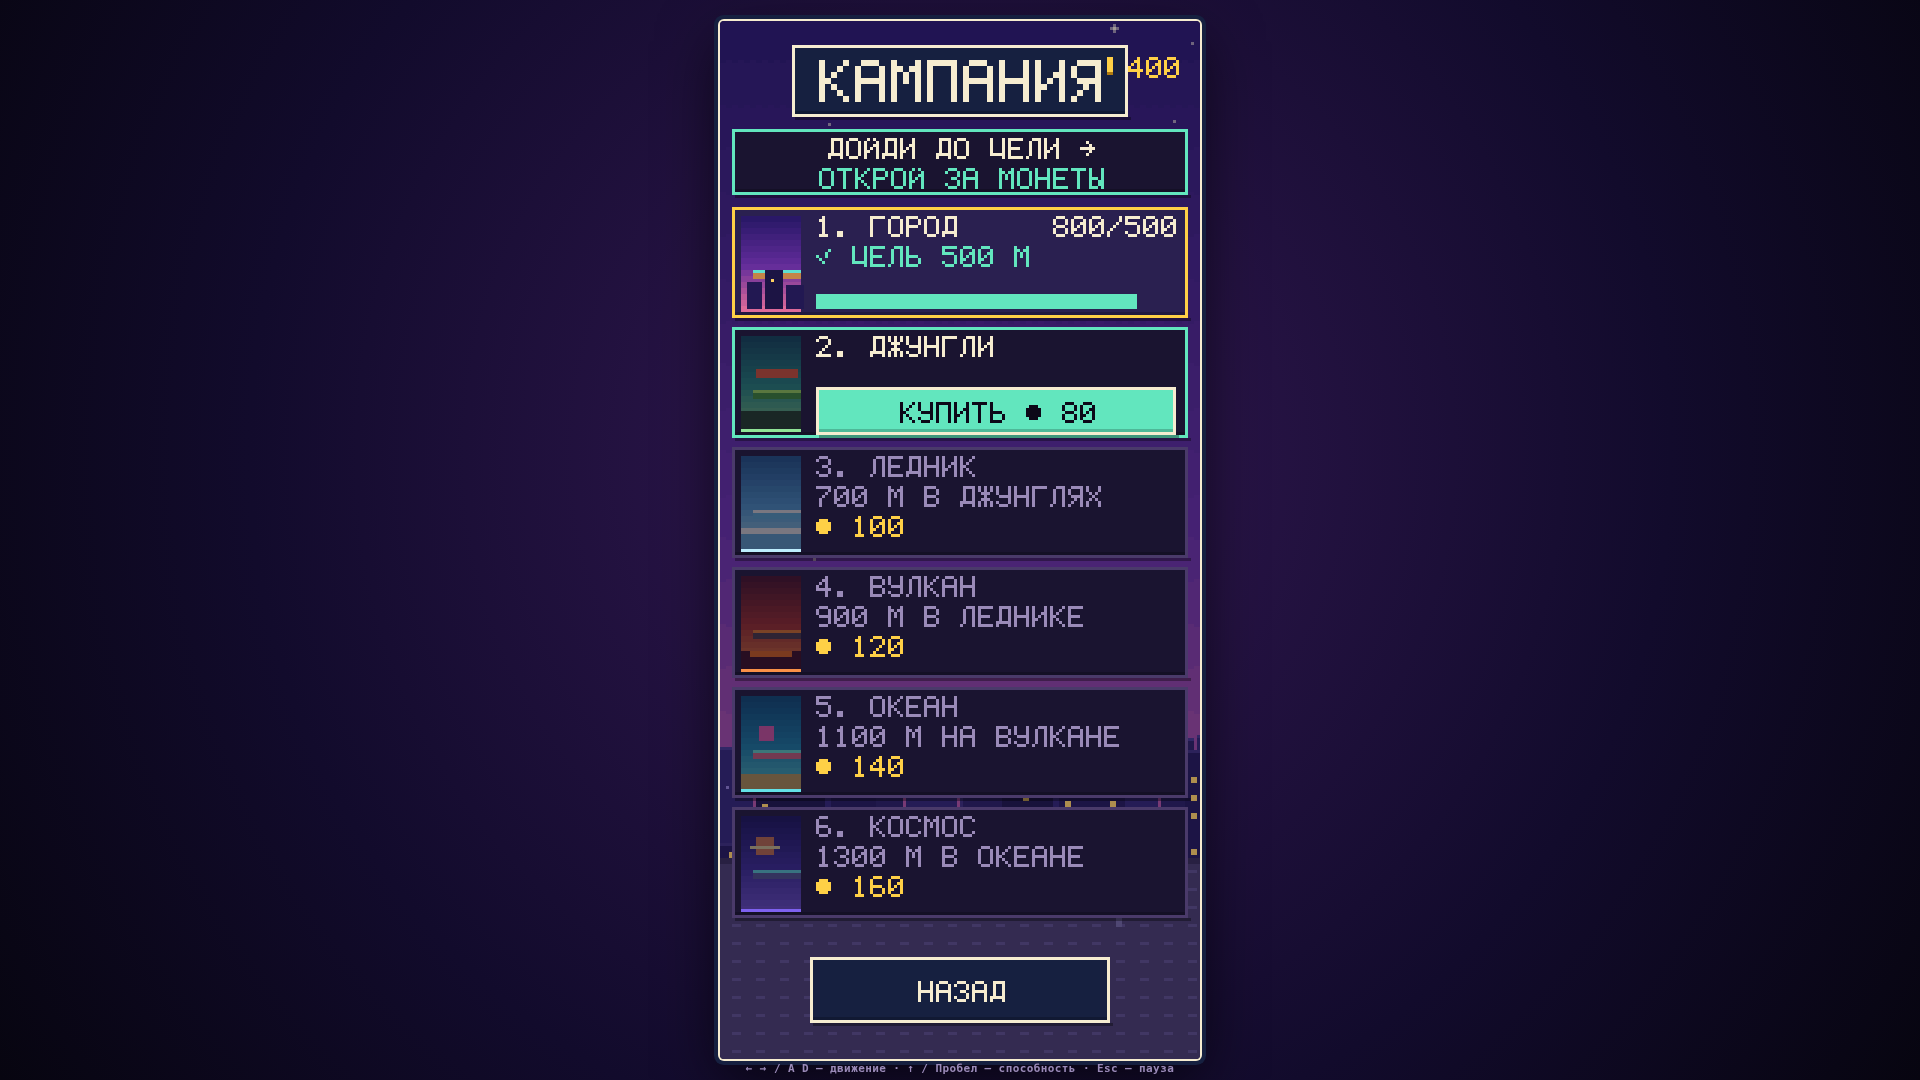 КАМПАНИЯ
400
ДОЙДИ ДО ЦЕЛИ →
ОТКРОЙ ЗА МОНЕТЫ
1. ГОРОД 800/500
✓ ЦЕЛЬ 500 М
2. ДЖУНГЛИ
КУПИТЬ ● 80
3. ЛЕДНИК
700 М В ДЖУНГЛЯХ
● 100
4. ВУЛКАН
900 М В ЛЕДНИКЕ
● 120
5. ОКЕАН
1100 М НА ВУЛКАНЕ
● 140
6. КОСМОС
1300 М В ОКЕАНЕ
● 160
НАЗАД
← → / A D — движение · ↑ / Пробел — способность · Esc — пауза